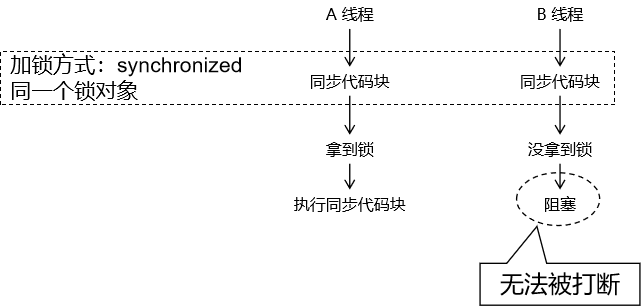 A 线程
B 线程
加锁方式：synchronized
同一个锁对象
同步代码块
同步代码块
拿到锁
没拿到锁
执行同步代码块
阻塞
无法被打断